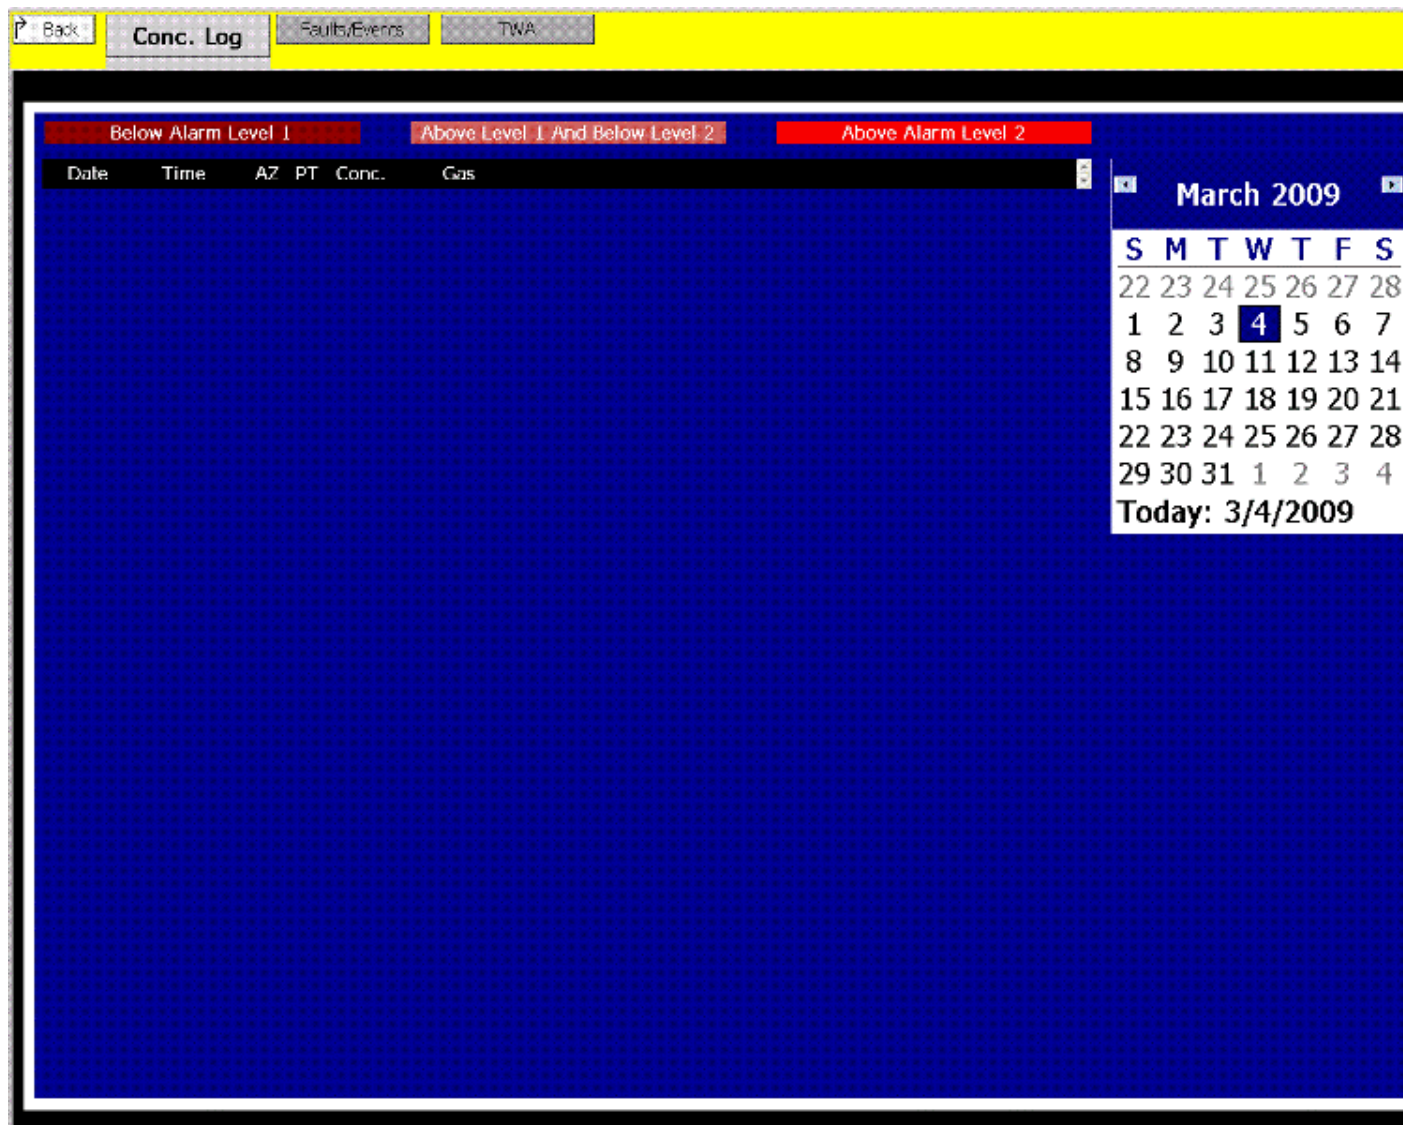 Back Conc. Log Faults/Events TWA
Below Alarm Level 1 Above Level 1 And Below Level 2 Above Alarm Level 2
Date Time AZ PT Conc. Gas
March 2009
S M T W T F S
22 23 24 25 26 27 28
1 2 3 4 5 6 7
8 9 10 11 12 13 14
15 16 17 18 19 20 21
22 23 24 25 26 27 28
29 30 31 1 2 3 4
Today: 3/4/2009